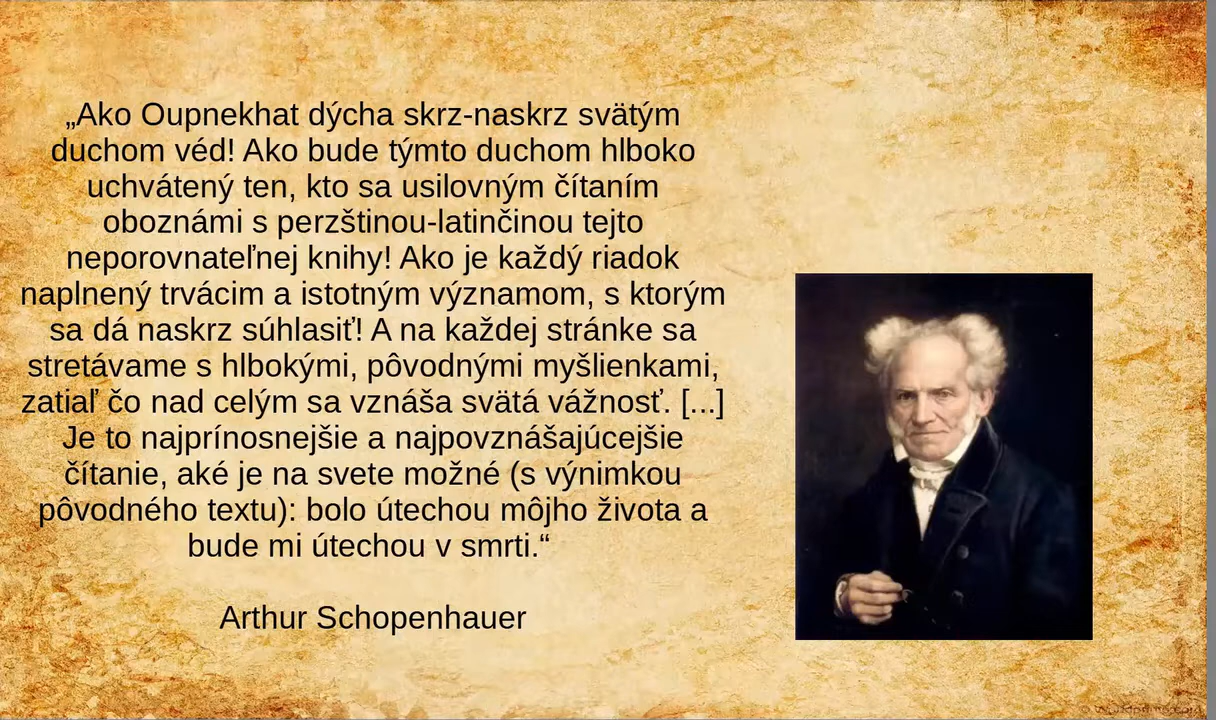 „Ako Oupnekhat dýcha skrz-naskrz svätým
duchom véd! Ako bude týmto duchom hlboko
uchvátený ten, kto sa usilovným čítaním
oboznámi s perzštinou-latinčinou tejto
neporovnateľnej knihy! Ako je každý riadok
naplnený trvácim a istotným významom, s ktorým
sa dá naskrz súhlasiť! A na každej stránke sa
stretávame s hlbokými, pôvodnými myšlienkami,
zatiaľ čo nad celým sa vznáša svätá vážnosť. [...]
Je to najprínosnejšie a najpovznášajúcejšie
čítanie, aké je na svete možné (s výnimkou
pôvodného textu): bolo útechou môjho života a
bude mi útechou v smrti.“
Arthur Schopenhauer